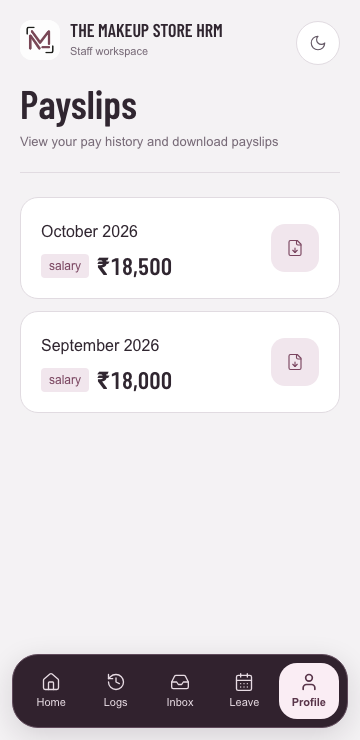 THE MAKEUP STORE HRM
Staff workspace
Payslips
View your pay history and download payslips
October 2026
salary ₹18,500
September 2026
salary ₹18,000
Home Logs Inbox Leave Profile